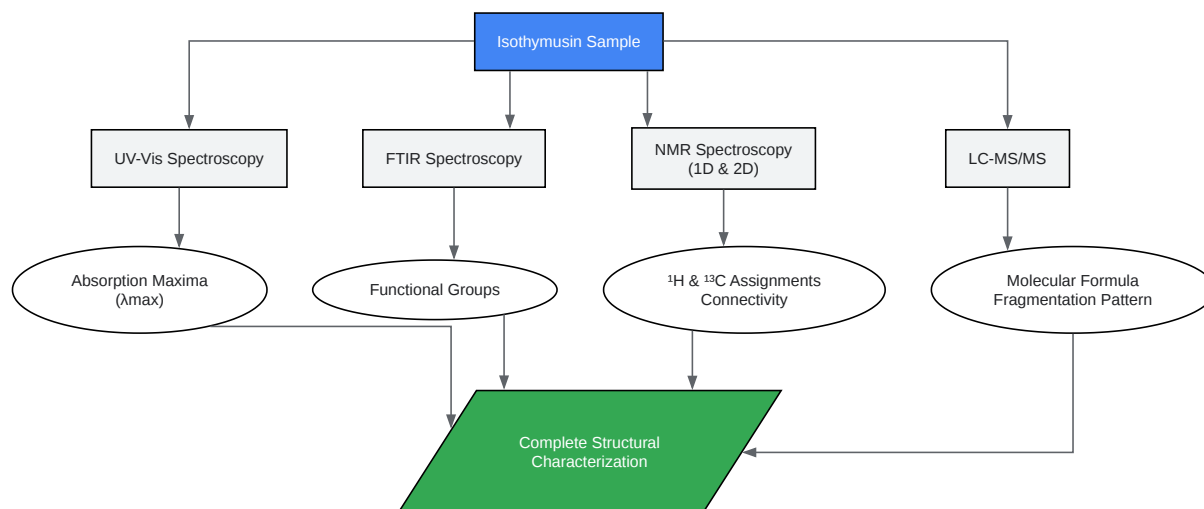 Isothymusin Sample
UV-Vis Spectroscopy
FTIR Spectroscopy
NMR Spectroscopy
(1D & 2D)
LC-MS/MS
Absorption Maxima
(λmax)
Functional Groups
¹H & ¹³C Assignments
Connectivity
Molecular Formula
Fragmentation Pattern
Complete Structural
Characterization